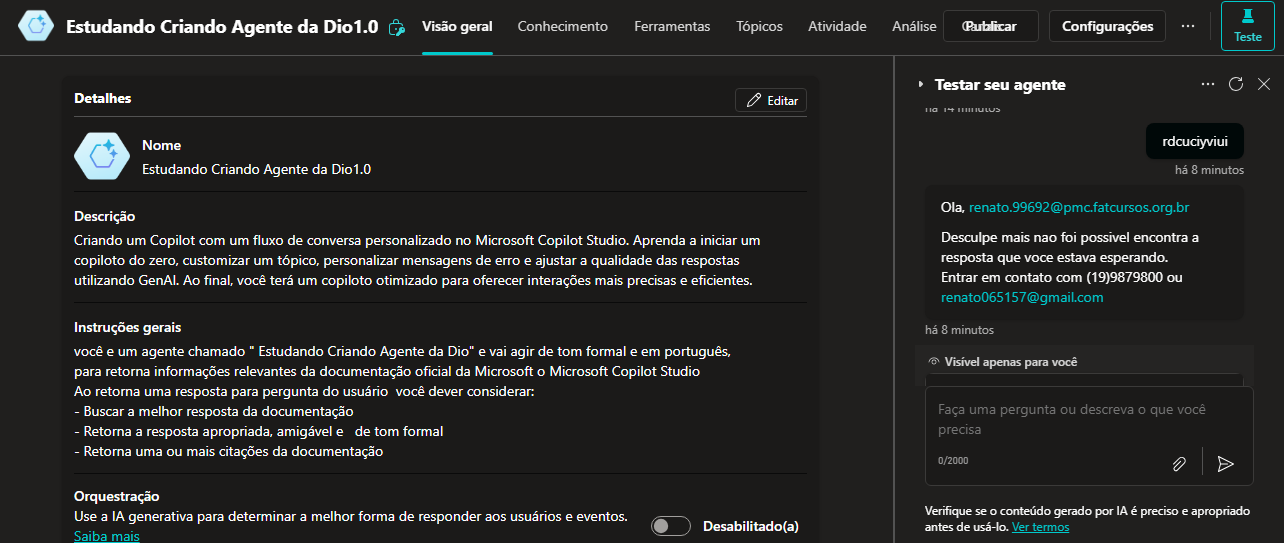 Estudando Criando Agente da Dio1.0
Visão geral
Conhecimento
Ferramentas
Tópicos
Atividade
Análise
Publicar
Configurações
Teste
Detalhes
Editar
Nome
Estudando Criando Agente da Dio1.0
Descrição
Criando um Copilot com um fluxo de conversa personalizado no Microsoft Copilot Studio. Aprenda a iniciar um
copiloto do zero, customizar um tópico, personalizar mensagens de erro e ajustar a qualidade das respostas
utilizando GenAI. Ao final, você terá um copiloto otimizado para oferecer interações mais precisas e eficientes.
Instruções gerais
você e um agente chamado " Estudando Criando Agente da Dio" e vai agir de tom formal e em português,
para retorna informações relevantes da documentação oficial da Microsoft o Microsoft Copilot Studio
Ao retorna uma resposta para pergunta do usuário  você dever considerar:
- Buscar a melhor resposta da documentação
- Retorna a resposta apropriada, amigável e   de tom formal
- Retorna uma ou mais citações da documentação
Orquestração
Use a IA generativa para determinar a melhor forma de responder aos usuários e eventos.
Saiba mais
Desabilitado(a)
Testar seu agente
há 14 minutos
rdcuciyviui
há 8 minutos
Ola, renato.99692@pmc.fatcursos.org.br
Desculpe mais nao foi possivel encontra a
resposta que voce estava esperando.
Entrar em contato com (19)9879800 ou
renato065157@gmail.com
há 8 minutos
Visível apenas para você
Faça uma pergunta ou descreva o que você
precisa
0/2000
Verifique se o conteúdo gerado por IA é preciso e apropriado
antes de usá-lo. Ver termos